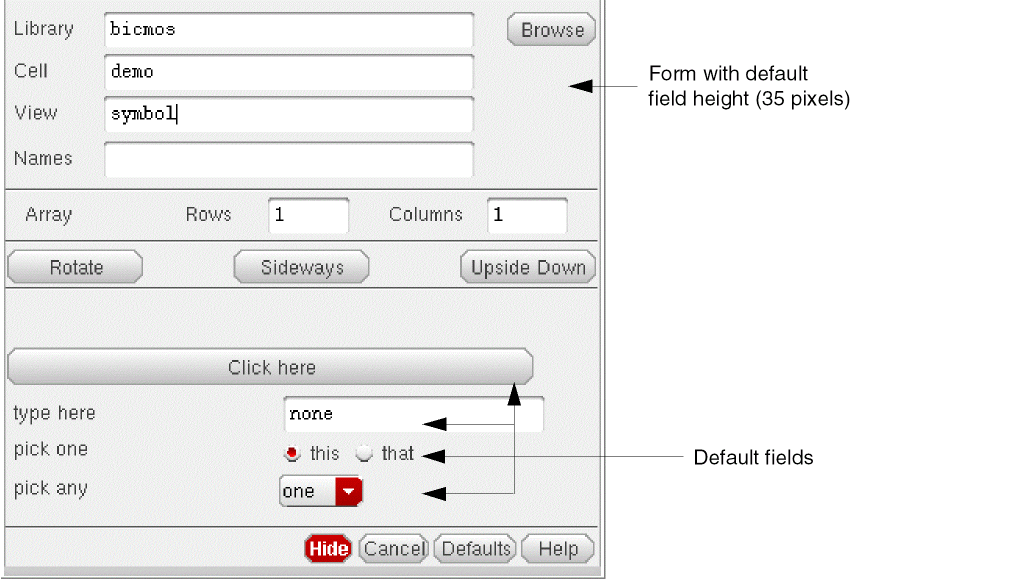 Library bicmos Browse
Cell demo
Form with default
field height (35 pixels)
View symbol
Names
Array Rows 1 Columns 1
Rotate Sideways Upside Down
Click here
type here none
pick one this that
Default fields
pick any one
Hide Cancel Defaults Help